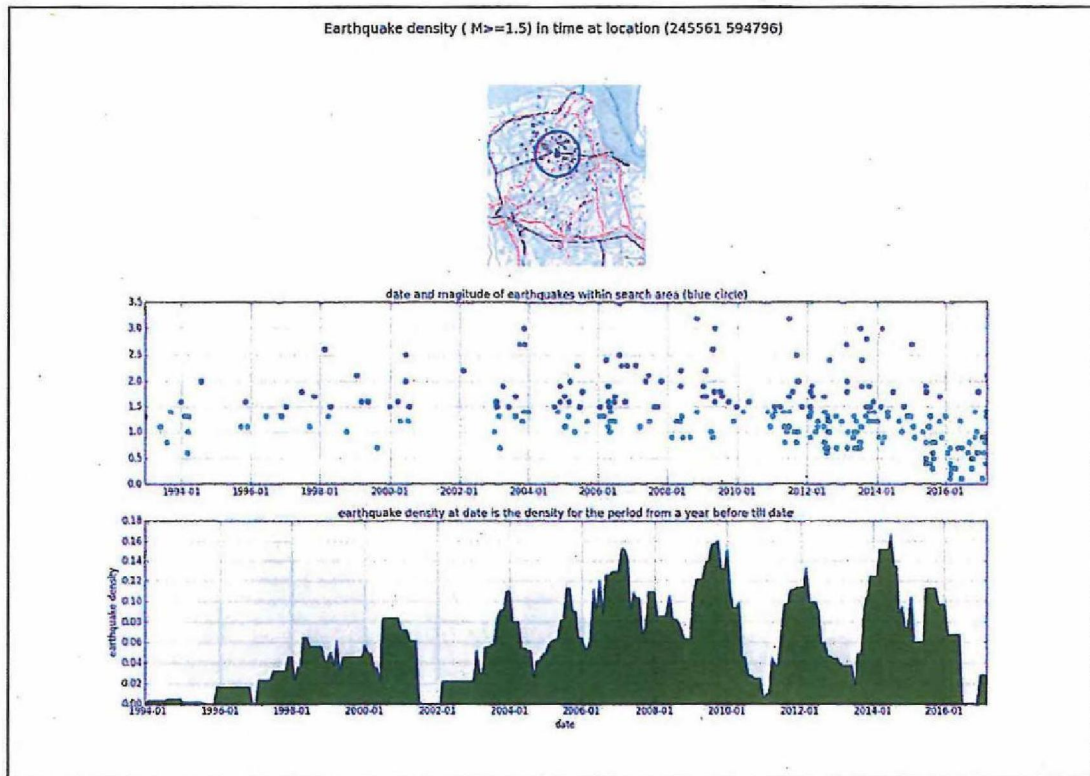 Earthquake density ( M>=1.5) in time at location (245561 594796)
date and magitude of earthquakes within search area (blue circle)
3.5
3.0
2.5
2.0
1.5
1.0
0.5
0.0
1994-01 1996-01 1998-01 2000-01 2002-01 2004-01 2006-01 2008-01 2010-01 2012-01 2014-01 2016-01
earthquake density at date is the density for the period from a year before till date
0.18
0.16
0.14
0.12
0.10
0.08
0.06
0.04
0.02
0.00
earthquake density
1994-01 1996-01 1998-01 2000-01 2002-01 2004-01 2006-01 2008-01 2010-01 2012-01 2014-01 2016-01
date